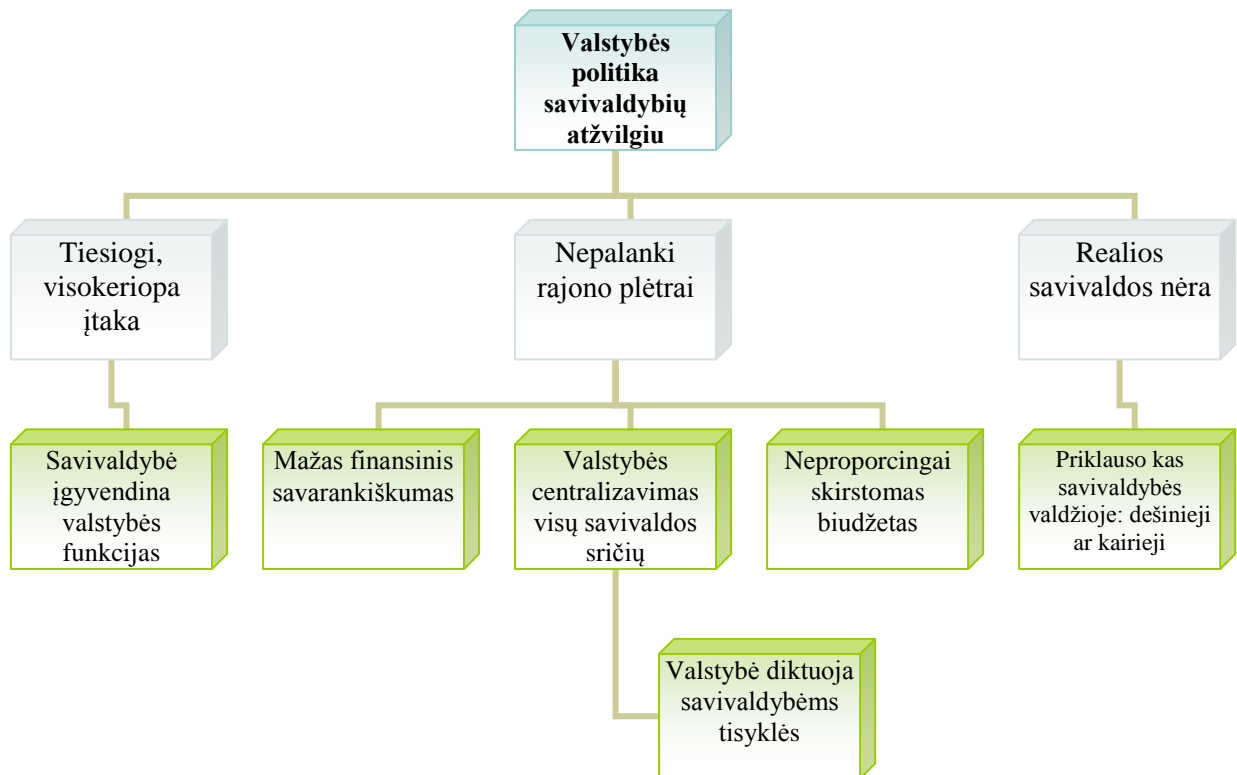 Valstybės
politika
savivaldybių
atžvilgiu
Tiesiogi,
visokeriopa
įtaka
Nepalanki
rajono plėtrai
Realios
savivaldos nėra
Savivaldybė
įgyvendina
valstybės
funkcijas
Mažas finansinis
savarankiškumas
Valstybės
centralizavimas
visų savivaldos
sričių
Neproporcingai
skirstomas
biudžetas
Priklauso kas
savivaldybės
valdžioje: dešinieji
ar kairieji
Valstybė diktuoja
savivaldybėms
tisyklės